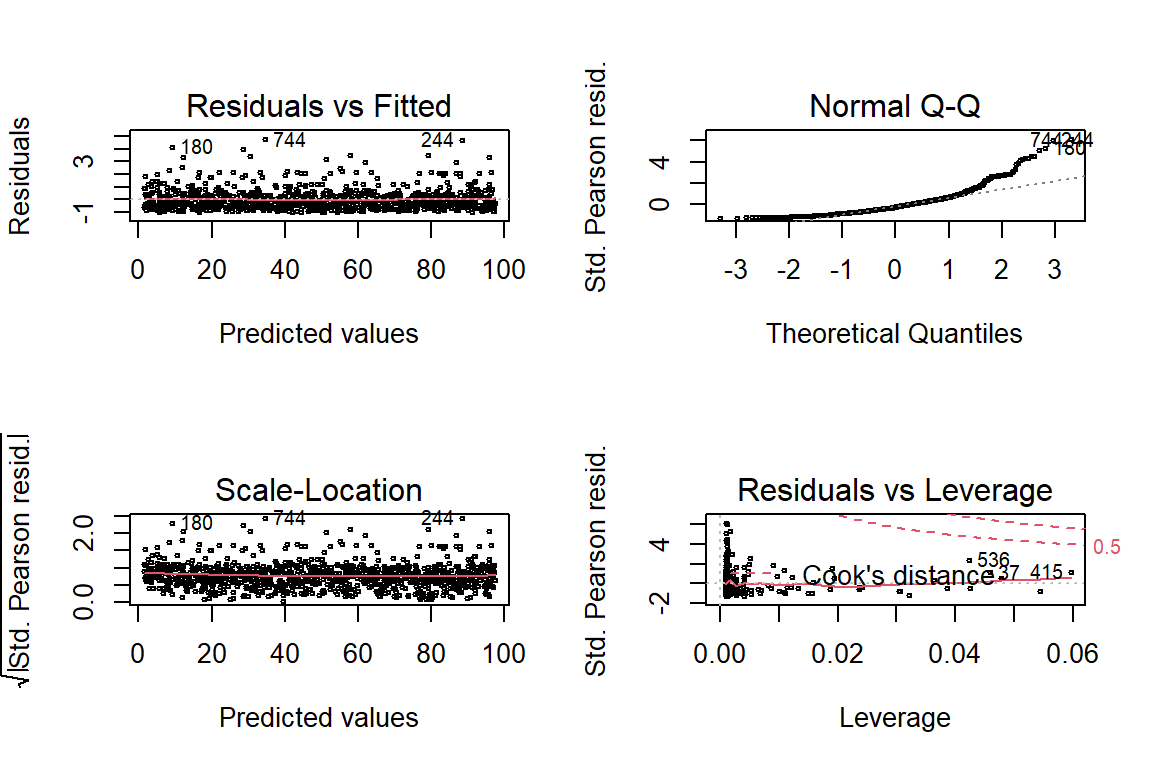 Residuals vs Fitted
Residuals
3
-1
180
744
244
0 20 40 60 80 100
Predicted values
Normal Q-Q
Std. Pearson resid.
4
0
744
244
180
-3 -2 -1 0 1 2 3
Theoretical Quantiles
Scale-Location
√|Std. Pearson resid.|
2.0
0.0
180
744
244
0 20 40 60 80 100
Predicted values
Residuals vs Leverage
Std. Pearson resid.
4
-2
0.5
536
Cook's distance
37
415
0.00 0.02 0.04 0.06
Leverage